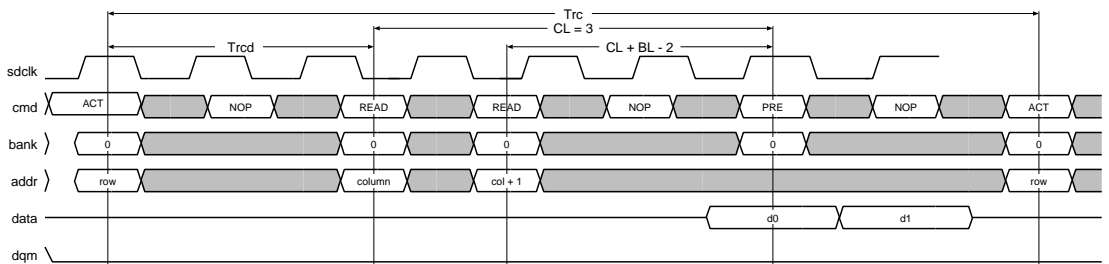 Trc
CL = 3
Trcd CL + BL - 2
sdclk
cmd ACT NOP READ READ NOP PRE NOP ACT
bank 0 0 0 0 0
addr row column col + 1 row
data d0 d1
dqm